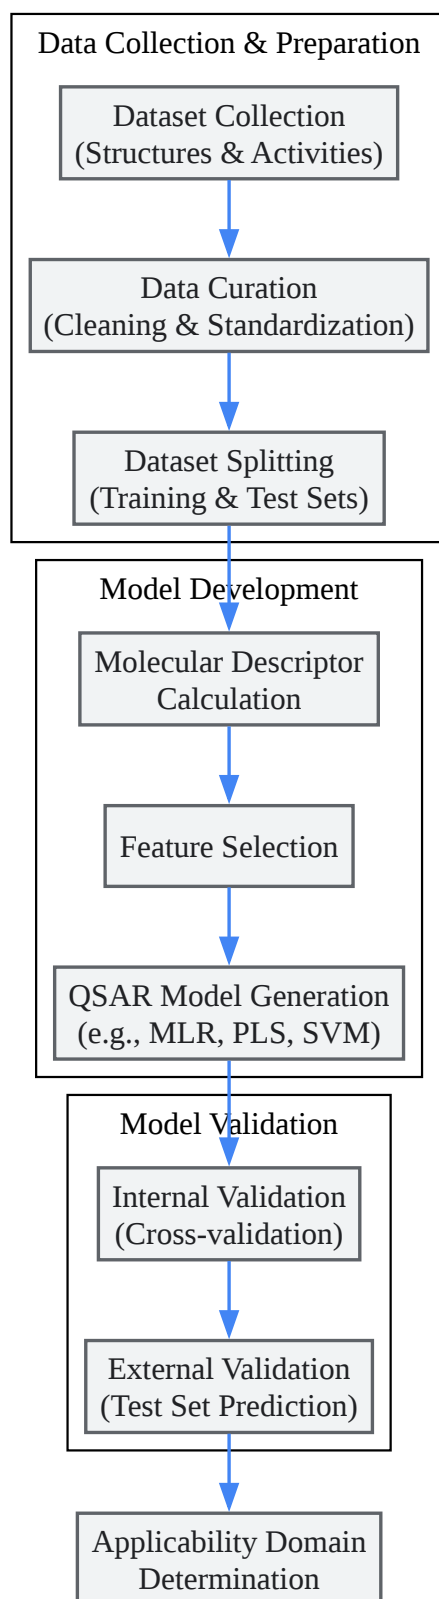 Data Collection & Preparation
Dataset Collection
(Structures & Activities)
Data Curation
(Cleaning & Standardization)
Dataset Splitting
(Training & Test Sets)
Model Development
Molecular Descriptor
Calculation
Feature Selection
QSAR Model Generation
(e.g., MLR, PLS, SVM)
Model Validation
Internal Validation
(Cross-validation)
External Validation
(Test Set Prediction)
Applicability Domain
Determination